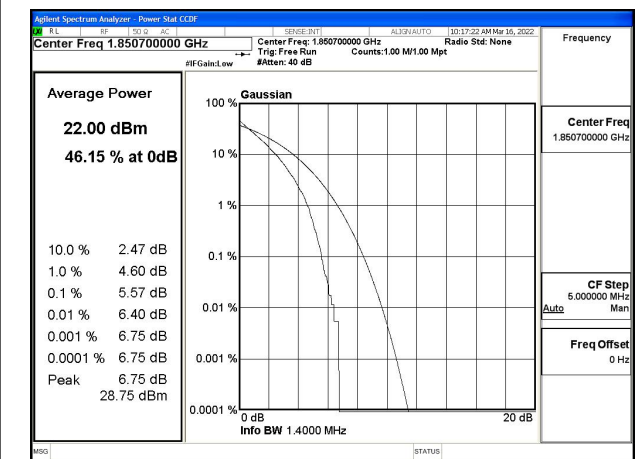 Agilent Spectrum Analyzer - Power Stat CCDF
RL RF 50 Ω AC SENSE:INT ALIGN AUTO 10:17:22 AM Mar 16, 2022
Center Freq 1.850700000 GHz
Center Freq: 1.850700000 GHz Radio Std: None
Trig: Free Run Counts:1.00 M/1.00 Mpt
#IFGain:Low #Atten: 40 dB
Frequency
Average Power
22.00 dBm
46.15 % at 0dB
10.0 % 2.47 dB
1.0 % 4.60 dB
0.1 % 5.57 dB
0.01 % 6.40 dB
0.001 % 6.75 dB
0.0001 % 6.75 dB
Peak 6.75 dB
28.75 dBm
Gaussian
100 %
10 %
1 %
0.1 %
0.01 %
0.001 %
0.0001 %
0 dB 20 dB
Info BW 1.4000 MHz
Center Freq
1.850700000 GHz
CF Step
5.000000 MHz
Auto Man
Freq Offset
0 Hz
MSG STATUS